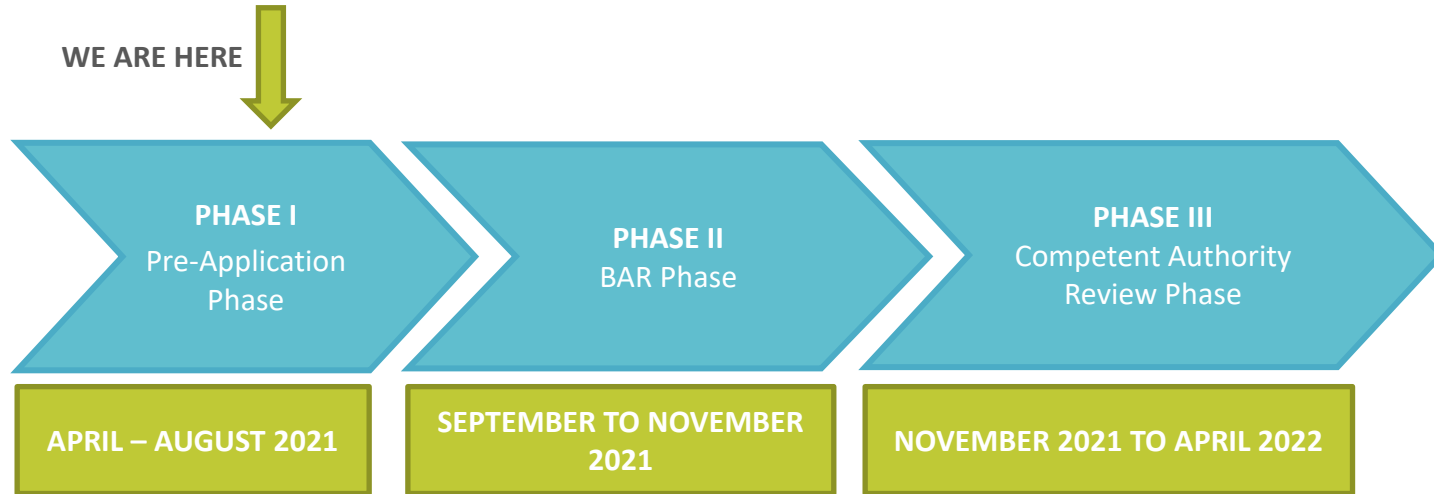 WE ARE HERE
PHASE I
Pre-Application
Phase
PHASE II
BAR Phase
PHASE III
Competent Authority
Review Phase
APRIL – AUGUST 2021
SEPTEMBER TO NOVEMBER
2021
NOVEMBER 2021 TO APRIL 2022